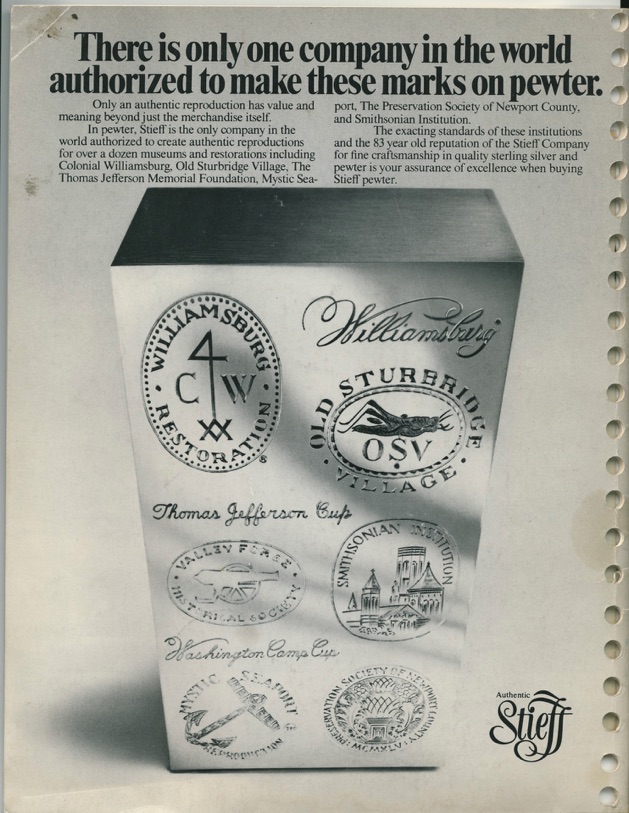 There is only one company in the world
authorized to make these marks on pewter.
Only an authentic reproduction has value and
meaning beyond just the merchandise itself.
In pewter, Stieff is the only company in the
world authorized to create authentic reproductions
for over a dozen museums and restorations including
Colonial Williamsburg, Old Sturbridge Village, The
Thomas Jefferson Memorial Foundation, Mystic Sea-
port, The Preservation Society of Newport County,
and Smithsonian Institution.
The exacting standards of these institutions
and the 83 year old reputation of the Stieff Company
for fine craftsmanship in quality sterling silver and
pewter is your assurance of excellence when buying
Stieff pewter.
WILLIAMSBURG
C W
RESTORATION
®
Williamsburg
OLD STURBRIDGE
OSV
VILLAGE
Thomas Jefferson Cup
VALLEY FORGE
HISTORICAL SOCIETY
SMITHSONIAN INSTITUTION
Washington Camp Cup
MYSTIC SEAPORT
REPRODUCTION
PRESERVATION SOCIETY OF NEWPORT COUNTY
MCMXLV
Authentic
Stieff